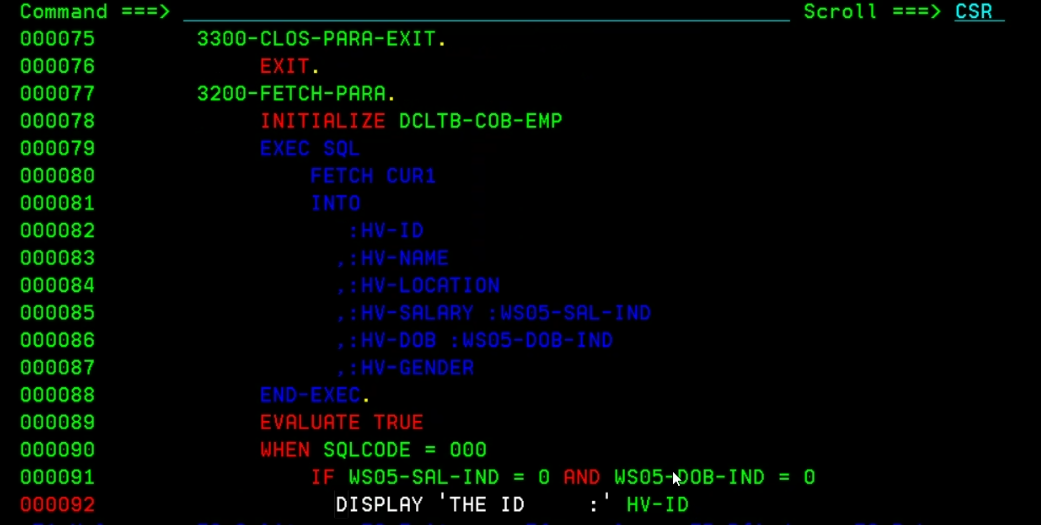 Command ===> Scroll ===> CSR
000075 3300-CLOS-PARA-EXIT.
000076 EXIT.
000077 3200-FETCH-PARA.
000078 INITIALIZE DCLTB-COB-EMP
000079 EXEC SQL
000080 FETCH CUR1
000081 INTO
000082 :HV-ID
000083 ,:HV-NAME
000084 ,:HV-LOCATION
000085 ,:HV-SALARY :WS05-SAL-IND
000086 ,:HV-DOB :WS05-DOB-IND
000087 ,:HV-GENDER
000088 END-EXEC.
000089 EVALUATE TRUE
000090 WHEN SQLCODE = 000
000091 IF WS05-SAL-IND = 0 AND WS05-DOB-IND = 0
000092 DISPLAY 'THE ID :' HV-ID